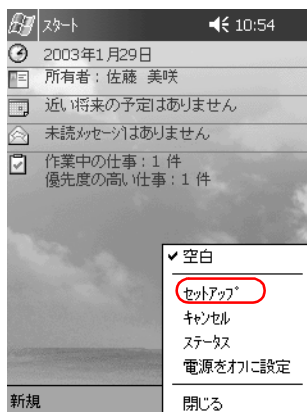 スタート
10:54
2003年1月29日
所有者：佐藤 美咲
近い将来の予定はありません
未読ﾒｯｾｰｼﾞはありません
作業中の仕事：1 件
優先度の高い仕事：1 件
空白
ｾｯﾄｱｯﾌﾟ
ｷｬﾝｾﾙ
ｽﾃｰﾀｽ
電源をｵﾌに設定
閉じる
新規